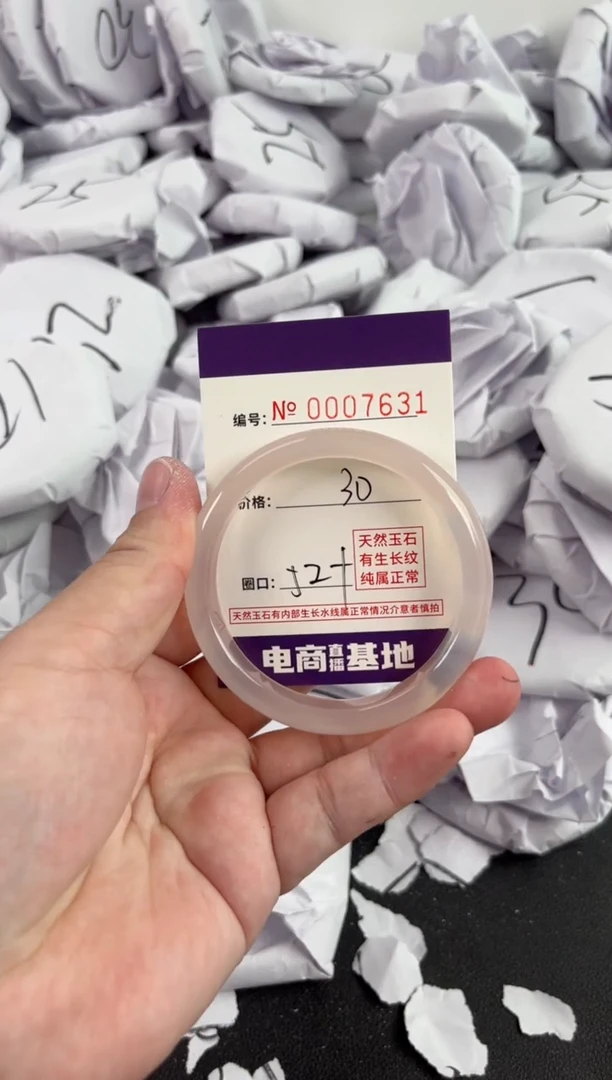 编号: № 0007631
价格: 30
天然玉石
有生长纹
纯属正常
圈口: 52+
天然玉石有内部生长水线属正常情况介意者慎拍
电商直播基地
25